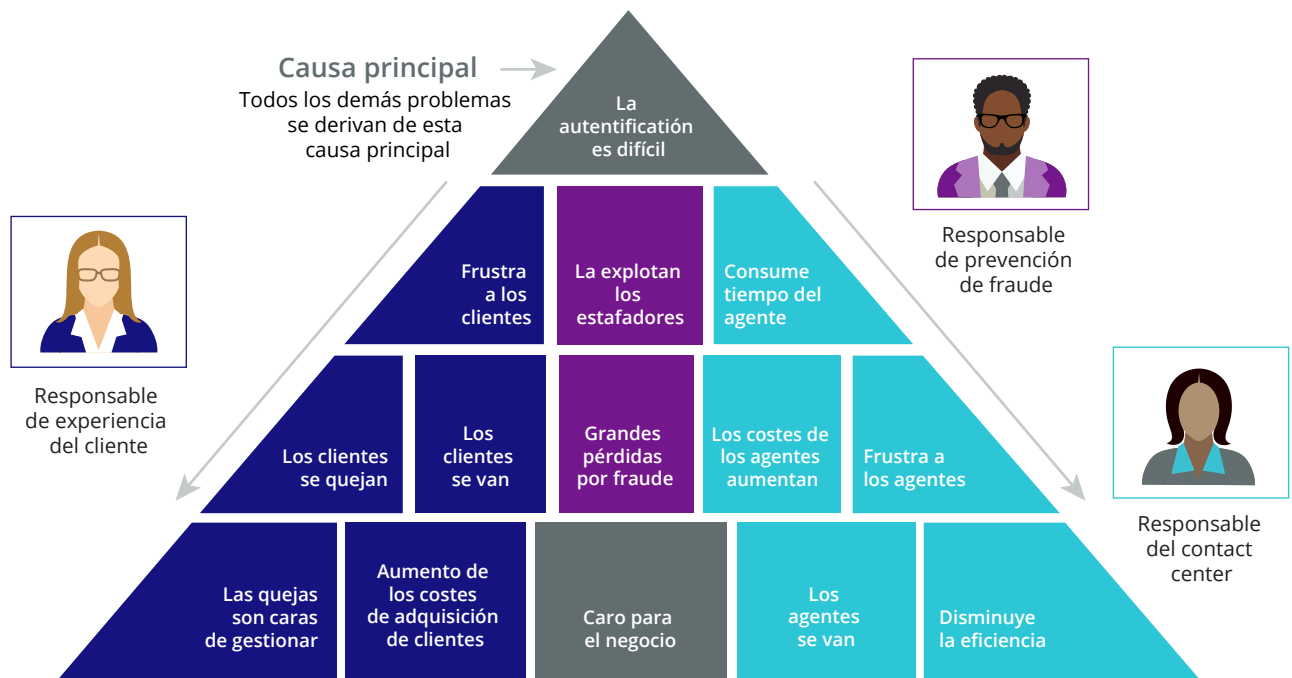 Causa principal
Todos los demás problemas
se derivan de esta
causa principal
La
autentificatión
es difícil
Responsable
de prevención
de fraude
Responsable
de experiencia
del cliente
Frustra
a los
clientes
La explotan
los
estafadores
Consume
tiempo del
agente
Los clientes
se quejan
Los
clientes
se van
Grandes
pérdidas
por fraude
Los costes de
los agentes
aumentan
Frustra a
los agentes
Responsable
del contact
center
Las quejas
son caras
de gestionar
Aumento de
los costes
de adquisición
de clientes
Caro para
el negocio
Los
agentes
se van
Disminuye
la eficiencia